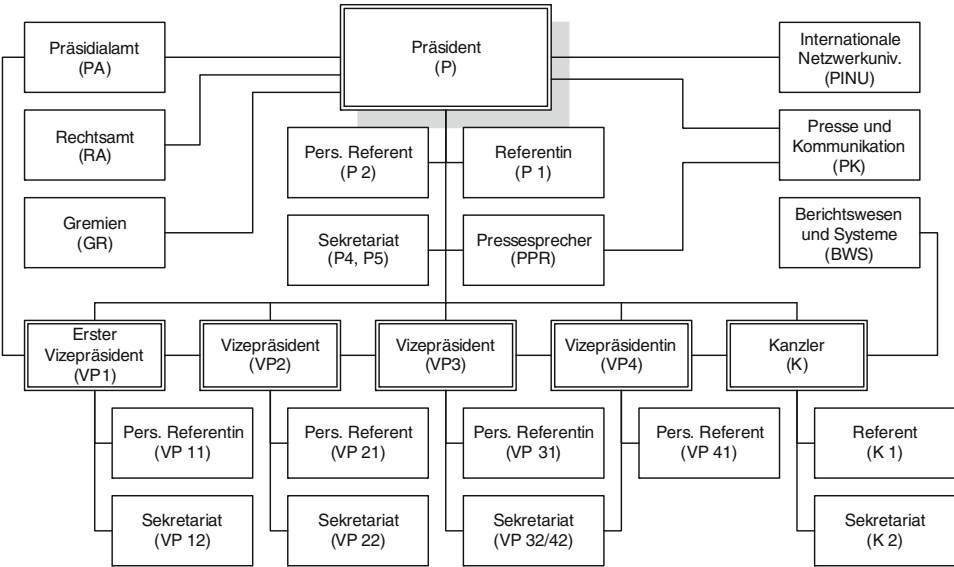 Präsidialamt
(PA)
Präsident
(P)
Internationale
Netzwerkuniv.
(PINU)
Rechtsamt
(RA)
Pers. Referent
(P 2)
Referentin
(P 1)
Presse und
Kommunikation
(PK)
Gremien
(GR)
Sekretariat
(P4, P5)
Pressesprecher
(PPR)
Berichtswesen
und Systeme
(BWS)
Erster
Vizepräsident
(VP1)
Vizepräsident
(VP2)
Vizepräsident
(VP3)
Vizepräsidentin
(VP4)
Kanzler
(K)
Pers. Referentin
(VP 11)
Pers. Referent
(VP 21)
Pers. Referentin
(VP 31)
Pers. Referent
(VP 41)
Referent
(K 1)
Sekretariat
(VP 12)
Sekretariat
(VP 22)
Sekretariat
(VP 32/42)
Sekretariat
(K 2)